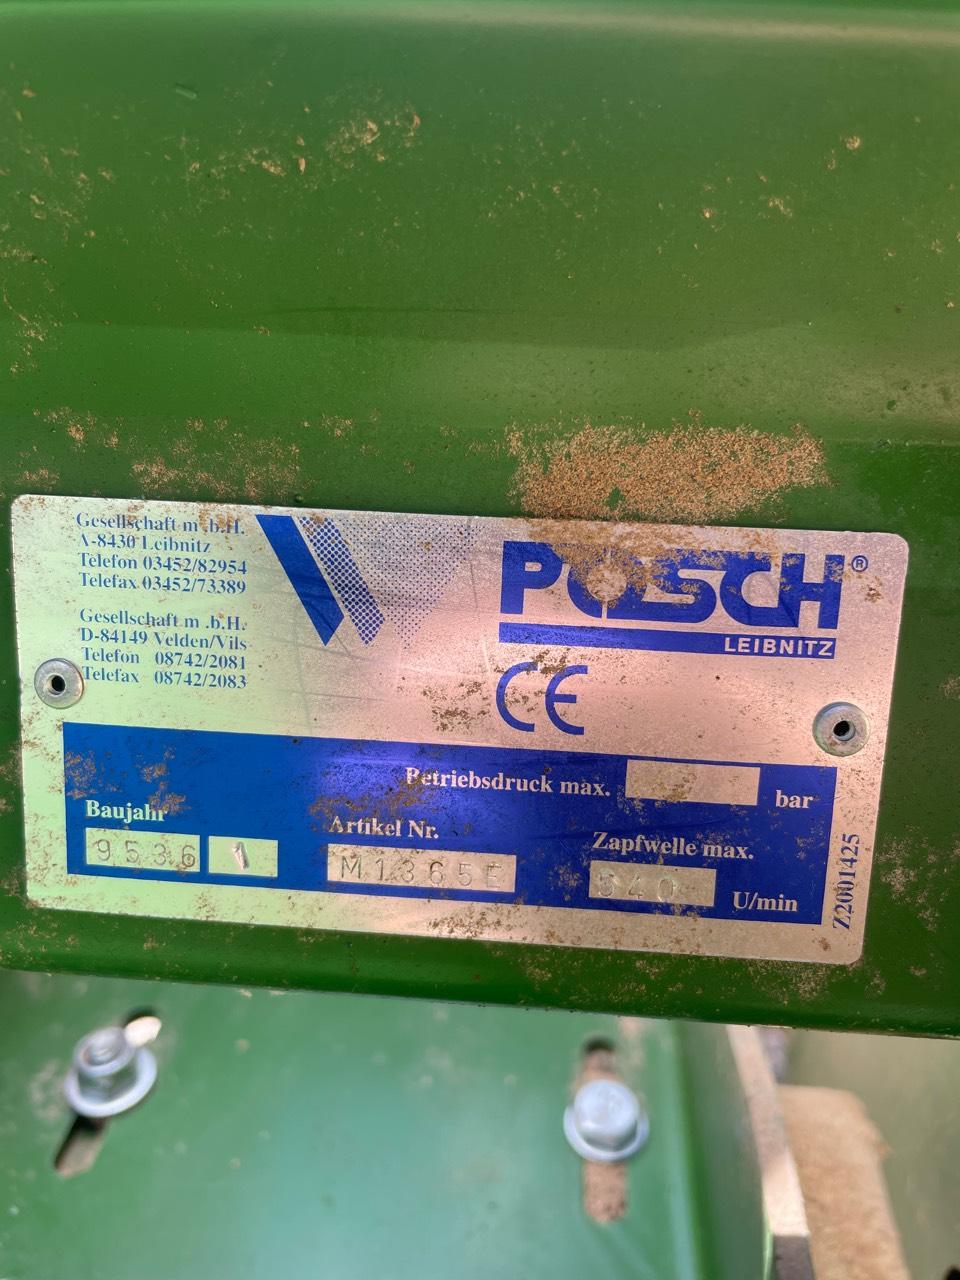 Gesellschaft m .b.H.
A-8430 Leibnitz
Telefon 03452/82954
Telefax 03452/73389
Gesellschaft m .b.H.
D-84149 Velden/Vils
Telefon 08742/2081
Telefax 08742/2083
POSCH®
LEIBNITZ
CE
Betriebsdruck max. bar
Baujahr
9536 1
Artikel Nr.
M1365E
Zapfwelle max.
540 U/min
Z2001425